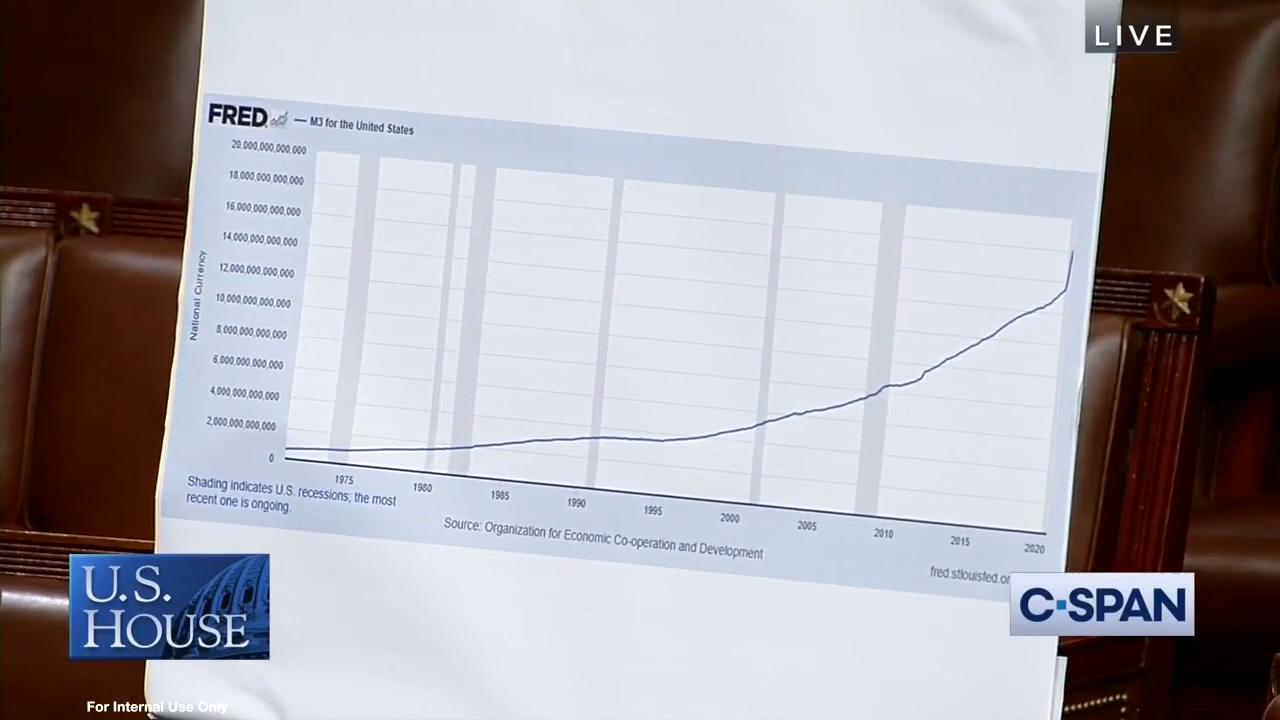 LIVE
FRED — M3 for the United States
20,000,000,000,000
18,000,000,000,000
16,000,000,000,000
14,000,000,000,000
12,000,000,000,000
10,000,000,000,000
8,000,000,000,000
6,000,000,000,000
4,000,000,000,000
2,000,000,000,000
0
National Currency
1975 1980 1985 1990 1995 2000 2005 2010 2015 2020
Shading indicates U.S. recessions; the most
recent one is ongoing.
Source: Organization for Economic Co-operation and Development
fred.stlouisfed.or
U.S.
HOUSE
C-SPAN
For Internal Use Only